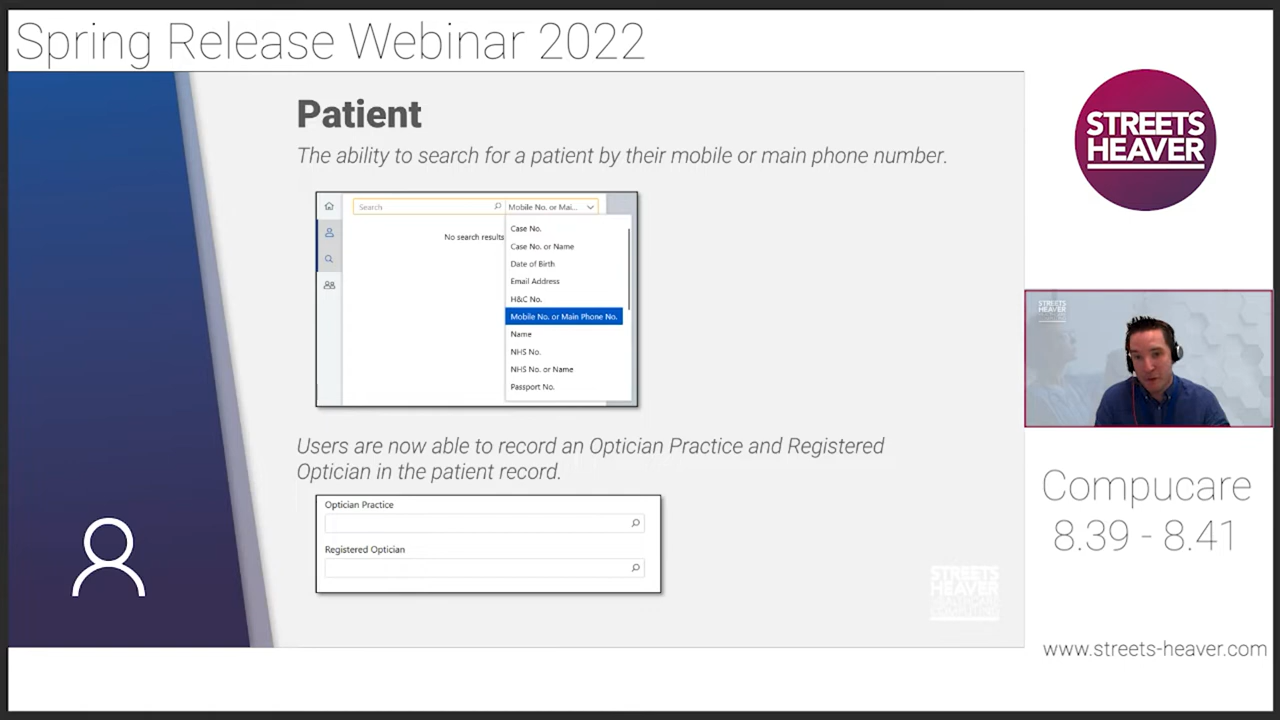 Spring Release Webinar 2022
Patient
The ability to search for a patient by their mobile or main phone number.
Search
Mobile No. or Mai...
No search results
Case No.
Case No. or Name
Date of Birth
Email Address
H&C No.
Mobile No. or Main Phone No.
Name
NHS No.
NHS No. or Name
Passport No.
Users are now able to record an Optician Practice and Registered
Optician in the patient record.
Optician Practice
Registered Optician
STREETS
HEAVER
STREETS
HEAVER
STREETS
HEAVER
Compucare
8.39 - 8.41
www.streets-heaver.com